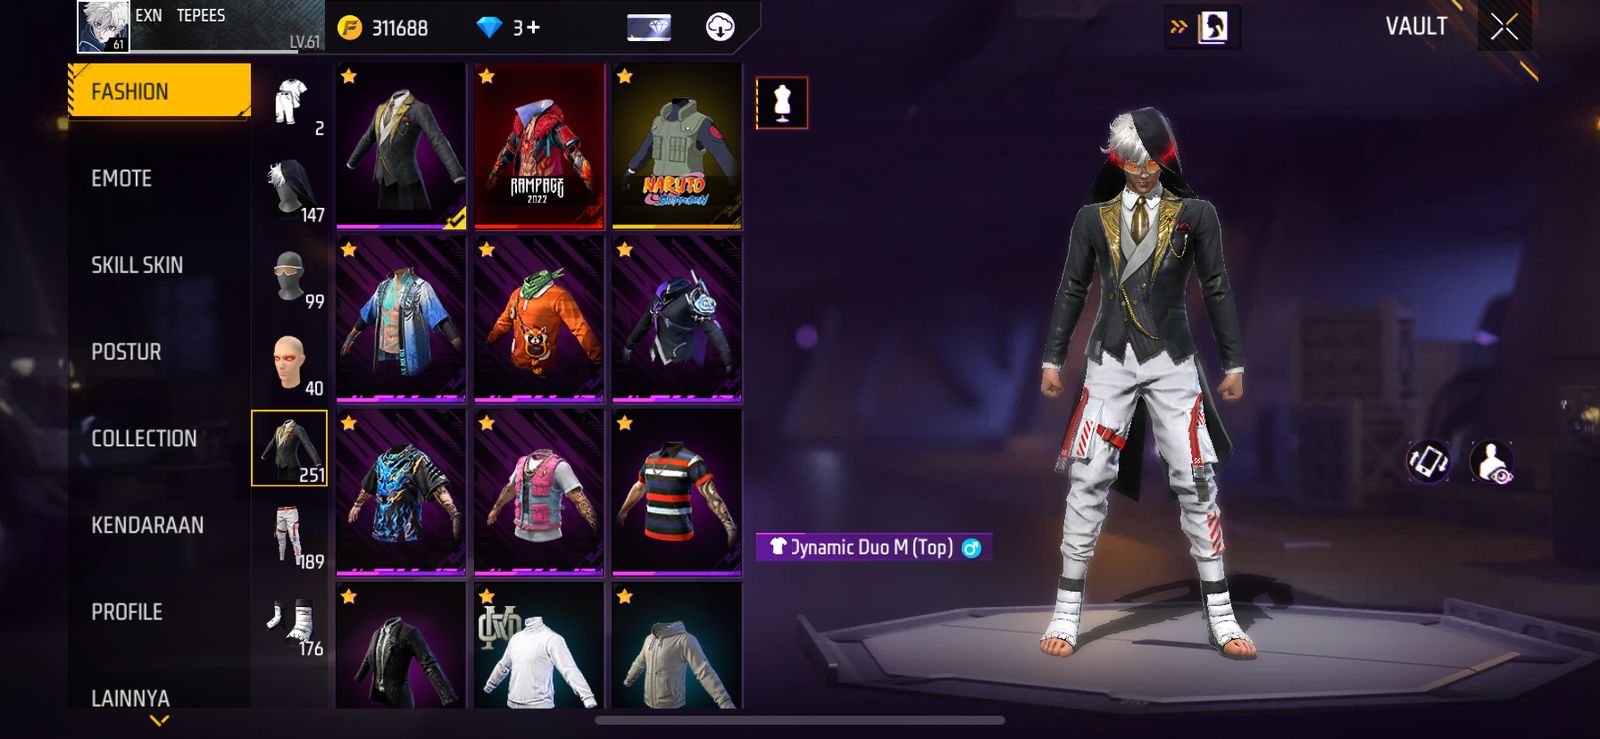 EXN TEPEES
LV.61
61
311688
3+
VAULT
FASHION
EMOTE
SKILL SKIN
POSTUR
COLLECTION
KENDARAAN
PROFILE
LAINNYA
2
147
99
40
251
189
176
RAMPAGE
2022
NARUTO
SHIPPUDEN
Dynamic Duo M (Top)